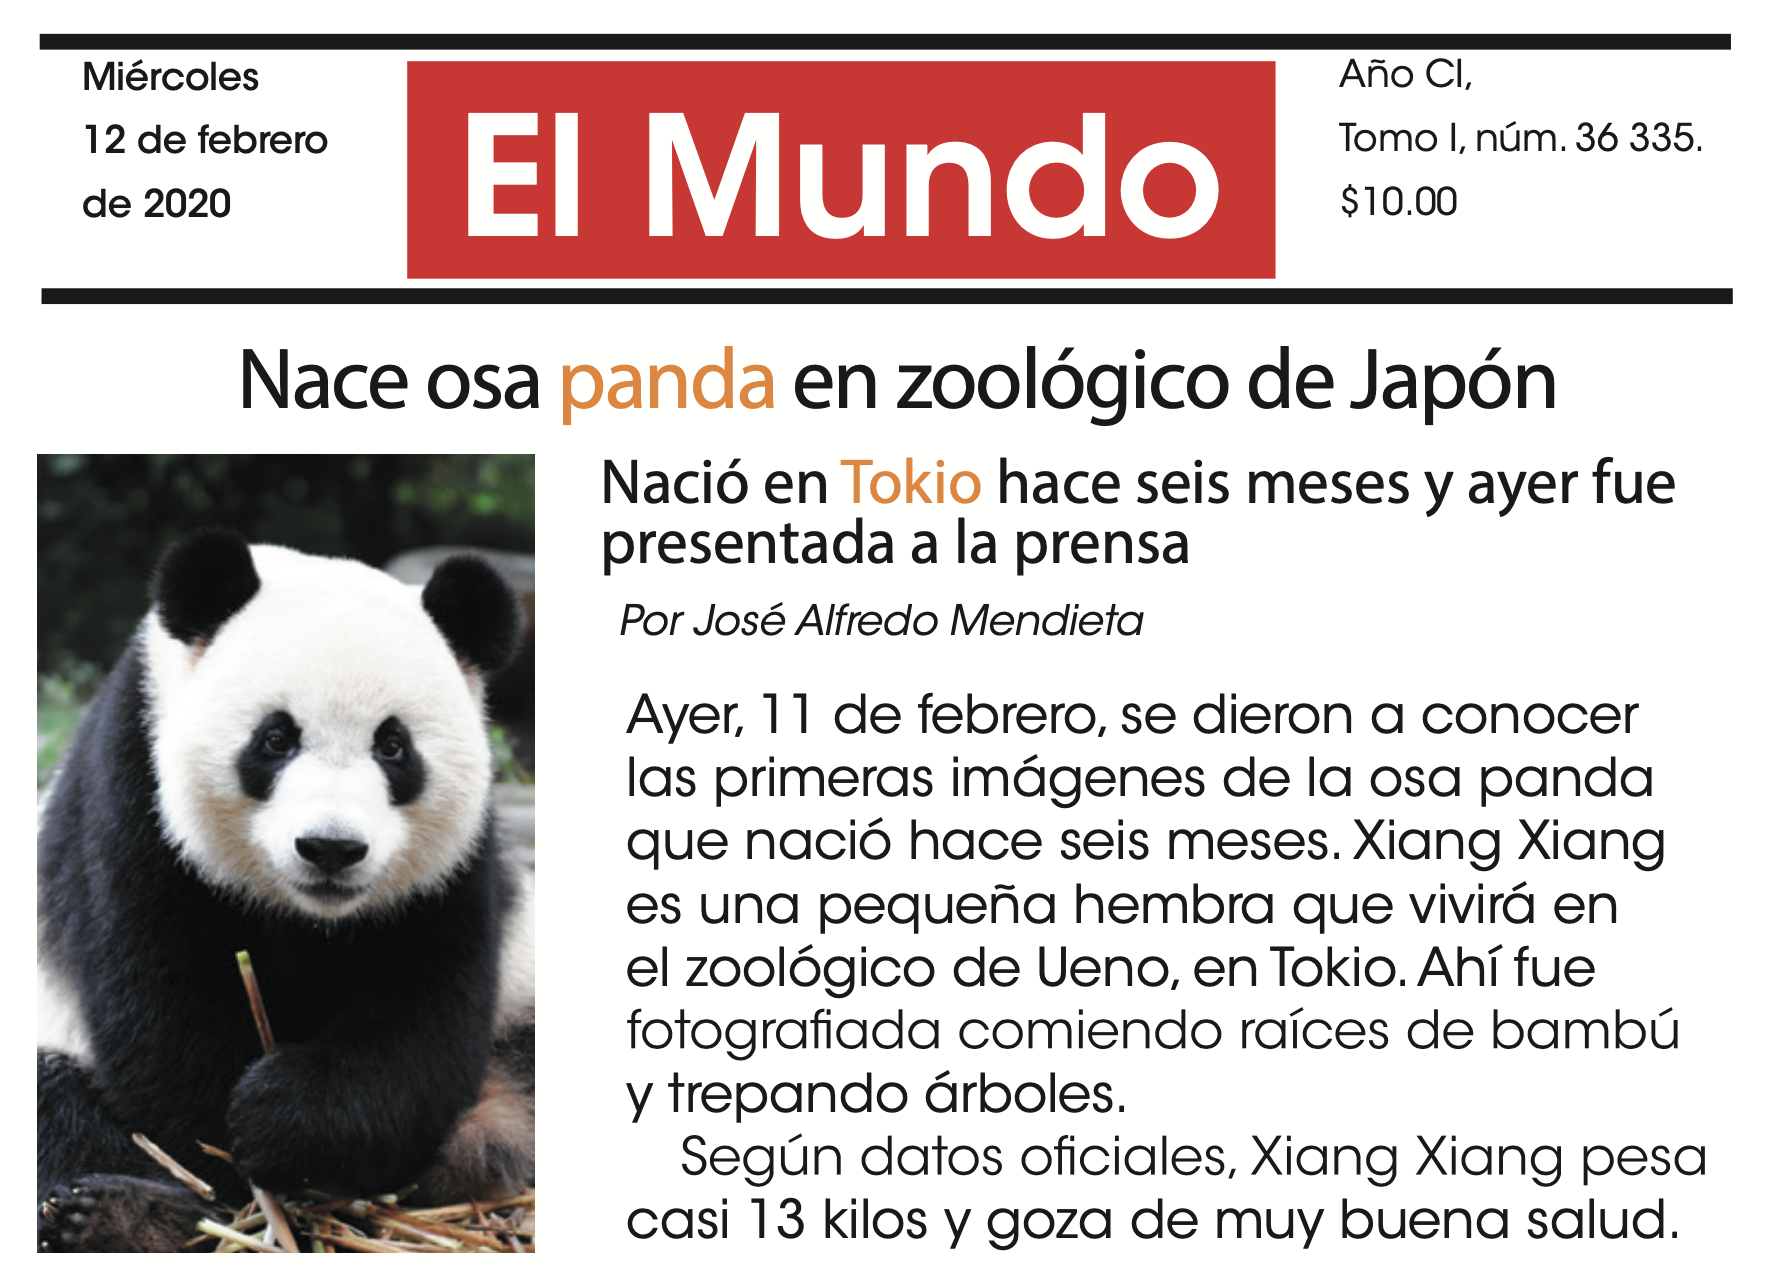 Miércoles
12 de febrero
de 2020
El Mundo
Año CI,
Tomo I, núm. 36 335.
$10.00
Nace osa panda en zoológico de Japón
Nació en Tokio hace seis meses y ayer fue
presentada a la prensa
Por José Alfredo Mendieta
Ayer, 11 de febrero, se dieron a conocer
las primeras imágenes de la osa panda
que nació hace seis meses. Xiang Xiang
es una pequeña hembra que vivirá en
el zoológico de Ueno, en Tokio. Ahí fue
fotografiada comiendo raíces de bambú
y trepando árboles.
Según datos oficiales, Xiang Xiang pesa
casi 13 kilos y goza de muy buena salud.